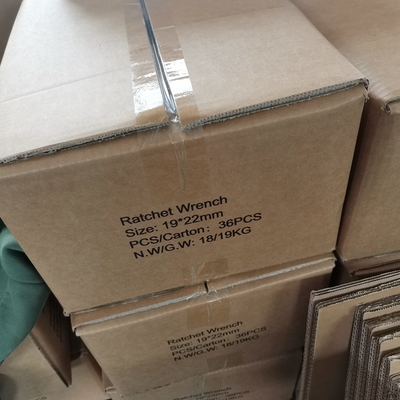 Ratchet Wrench
Size: 19*22mm
PCS/Carton: 36PCS
N.W/G.W: 18/19KG
Ratchet Wrench
Size: 19*22mm
PCS/Carton: 36PCS
N.W/G.W: 18/19KG